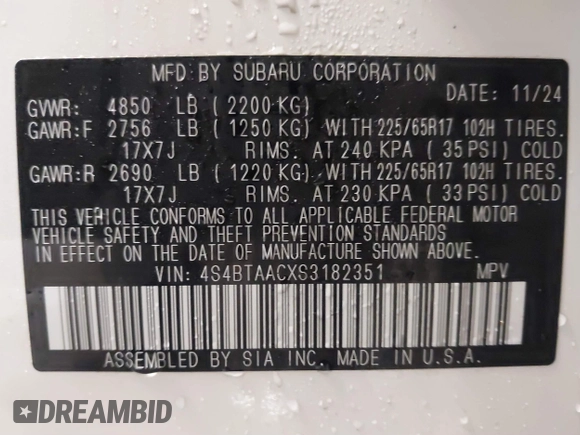 MFD BY SUBARU CORPORATION
DATE: 11/24
GVWR: 4850 LB (2200 KG)
GAWR:F 2756 LB (1250 KG) WITH 225/65R17 102H TIRES.
17X7J RIMS. AT 240 KPA (35 PSI) COLD
GAWR:R 2690 LB (1220 KG) WITH 225/65R17 102H TIRES.
17X7J RIMS. AT 230 KPA (33 PSI) COLD
THIS VEHICLE CONFORMS TO ALL APPLICABLE FEDERAL MOTOR
VEHICLE SAFETY AND THEFT PREVENTION STANDARDS
IN EFFECT ON THE DATE OF MANUFACTURE SHOWN ABOVE.
VIN: 4S4BTAACXS3182351 MPV
ASSEMBLED BY SIA INC. MADE IN U.S.A.
DREAMBID